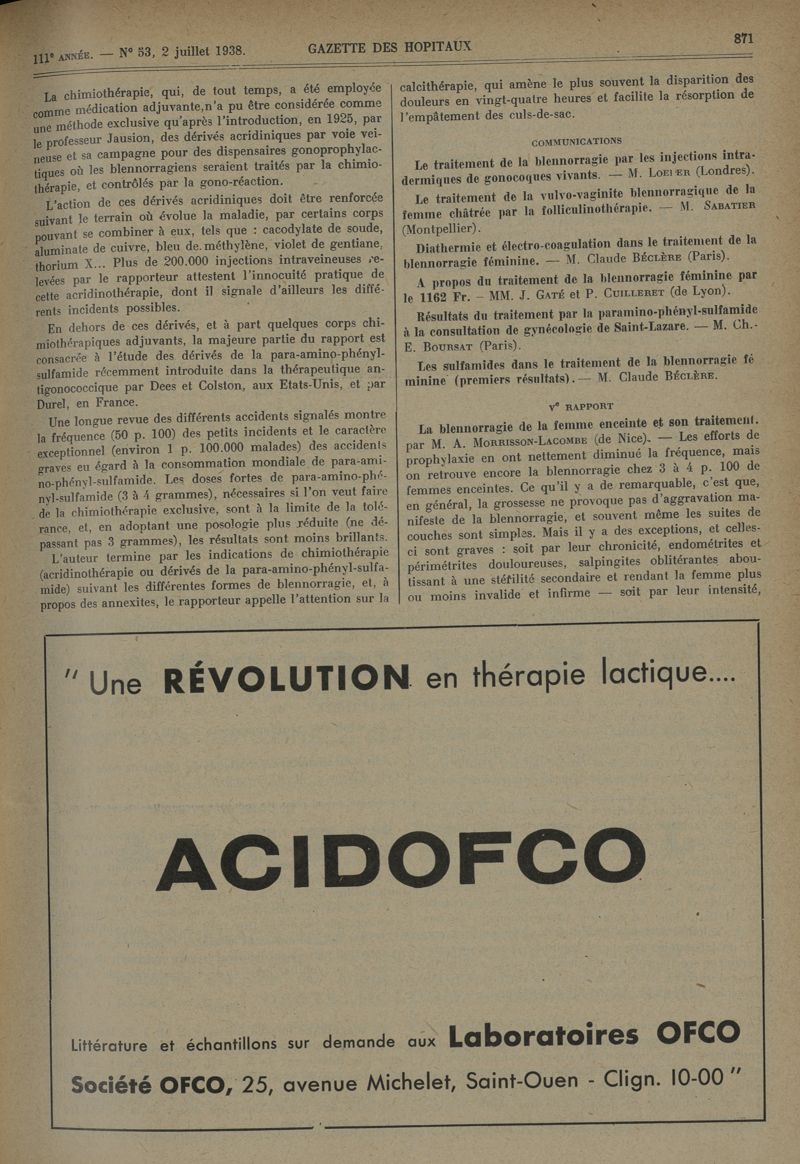 111e ANNÉE. — N° 53, 2 juillet 1938.
GAZETTE DES HOPITAUX
871
La chimiothérapie, qui, de tout temps, a été employée
comme médication adjuvante,n'a pu être considérée comme
une méthode exclusive qu'après l'introduction, en 1925, par
le professeur Jausion, des dérivés acridiniques par voie vei-
neuse et sa campagne pour des dispensaires gonoprophylac-
tiques où les blennorragiens seraient traités par la chimio-
thérapie, et contrôlés par la gono-réaction.
L'action de ces dérivés acridiniques doit être renforcée
suivant le terrain où évolue la maladie, par certains corps
pouvant se combiner à eux, tels que : cacodylate de soude,
aluminate de cuivre, bleu de méthylène, violet de gentiane,
thorium X... Plus de 200.000 injections intraveineuses re-
levées par le rapporteur attestent l'innocuité pratique de
cette acridinothérapie, dont il signale d'ailleurs les diffé-
rents incidents possibles.
En dehors de ces dérivés, et à part quelques corps chi-
miothérapiques adjuvants, la majeure partie du rapport est
consacrée à l'étude des dérivés de la para-amino-phényl-
sulfamide récemment introduite dans la thérapeutique an-
tigonococcique par Dees et Colston, aux Etats-Unis, et par
Durel, en France.
Une longue revue des différents accidents signalés montre
la fréquence (50 p. 100) des petits incidents et le caractère
exceptionnel (environ 1 p. 100.000 malades) des accidents
graves eu égard à la consommation mondiale de para-ami-
no-phényl-sulfamide. Les doses fortes de para-amino-phé-
nyl-sulfamide (3 à 4 grammes), nécessaires si l'on veut faire
de la chimiothérapie exclusive, sont à la limite de la tolé-
rance, et, en adoptant une posologie plus réduite (ne dé-
passant pas 3 grammes), les résultats sont moins brillants.
L'auteur termine par les indications de chimiothérapie
(acridinothérapie ou dérivés de la para-amino-phényl-sulfa-
mide) suivant les différentes formes de blennorragie, et, à
propos des annexites, le rapporteur appelle l'attention sur la
calcithérapie, qui amène le plus souvent la disparition des
douleurs en vingt-quatre heures et facilite la résorption de
l'empâtement des culs-de-sac.
COMMUNICATIONS
Le traitement de la blennorragie par les injections intra-
dermiques de gonocoques vivants. — M. (Londres).
Le traitement de la vulvo-vaginite blennorragique de la
femme châtrée par la folliculinothérapie. — M. SABATIER
(Montpellier).
Diathermie et électro-coagulation dans le traitement de la
blennorragie féminine. — M. Claude BÉCLÈRE (Paris).
A propos du traitement de la blennorragie féminine par
le 1162 Fr. — MM. J. GATÉ et P. CUILLERET (de Lyon).
Résultats du traitement par la paramino-phényl-sulfamide
à la consultation de gynécologie de Saint-Lazare. — M. Ch.-
E. BOURSAT (Paris).
Les sulfamides dans le traitement de la blennorragie fé
minine (premiers résultats). — M. Claude BÉCLÈRE.
Ve RAPPORT
La blennorragie de la femme enceinte et son traitement.
par M. A. MORRISSON-LACOMBE (de Nice). — Les efforts de
prophylaxie en ont nettement diminué la fréquence, mais
on retrouve encore la blennorragie chez 3 à 4 p. 100 de
femmes enceintes. Ce qu'il y a de remarquable, c'est que,
en général, la grossesse ne provoque pas d'aggravation ma-
nifeste de la blennorragie, et souvent même les suites de
couches sont simples. Mais il y a des exceptions, et celles-
ci sont graves : soit par leur chronicité, endométrites et
périmétrites douloureuses, salpingites oblitérantes abou-
tissant à une stérilité secondaire et rendant la femme plus
ou moins invalide et infirme — soit par leur intensité,
" Une RÉVOLUTION en thérapie lactique....
ACIDOFCO
Littérature et échantillons sur demande aux Laboratoires OFCO
Société OFCO, 25, avenue Michelet, Saint-Ouen - Clign. 10-00 "